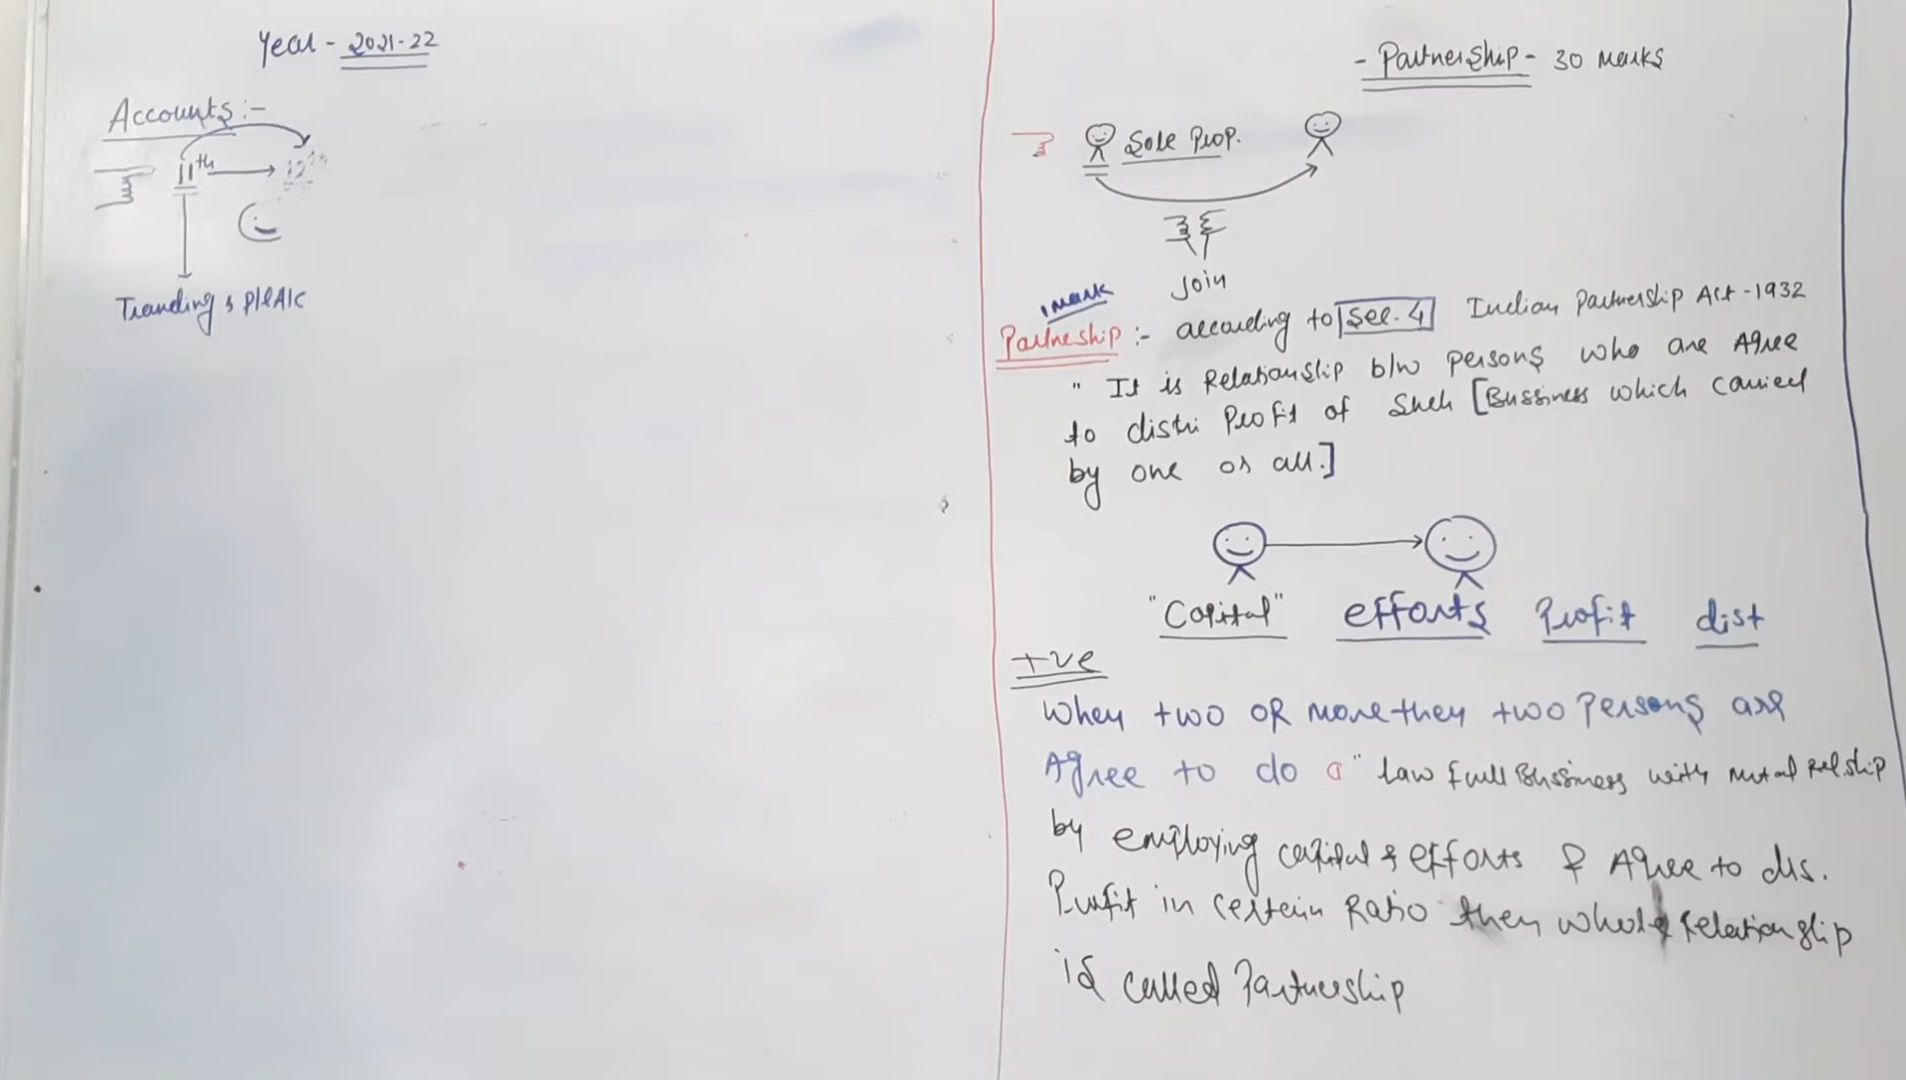 Year - 2021-22
Accounts:-
11th → 12th
Tranding & P/L A/c
- Partnership - 30 Marks
Sole Prop.
Join
1 Mark
Partneship :- according to Sec. 4 Indian Partnership Act -1932
" It is Relationship b/w persons who are Agree
to distri Profit of Such [Bussiness which carried
by one or all.]
"Capital" efforts Profit dist
+ve
When two OR more then two Persons are
Agree to do a " Law full Bussiness with Mutal Relship
by employing capital & efforts & Agree to dis.
Profit in certain Ratio then whole Relationship
is called Partnership